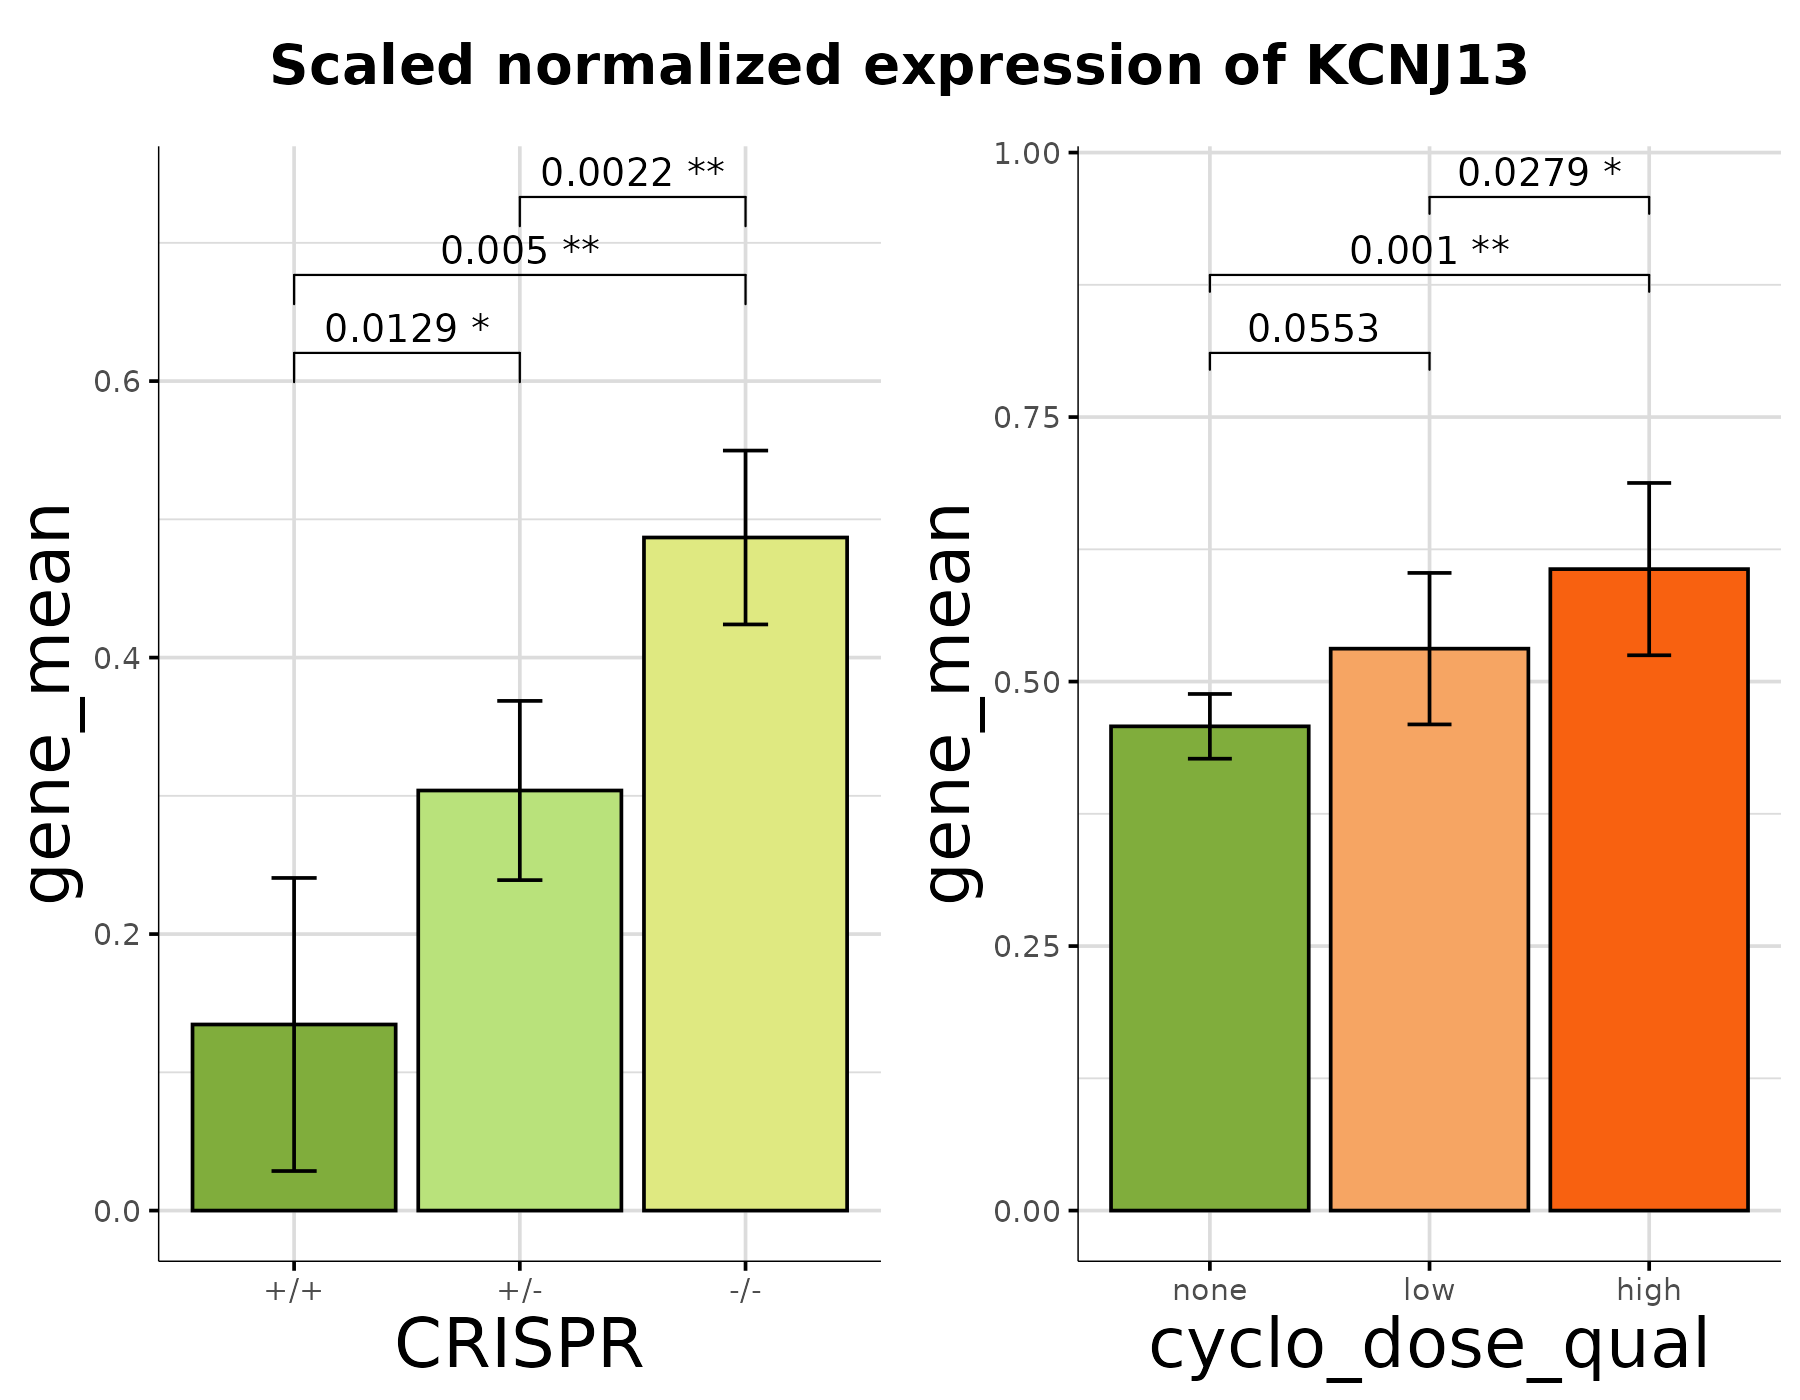 Scaled normalized expression of KCNJ13
gene_mean
0.6
0.4
0.2
0.0
0.0022 **
0.005 **
0.0129 *
+/+ +/- -/-
CRISPR
gene_mean
1.00
0.75
0.50
0.25
0.00
0.0279 *
0.001 **
0.0553
none low high
cyclo_dose_qual